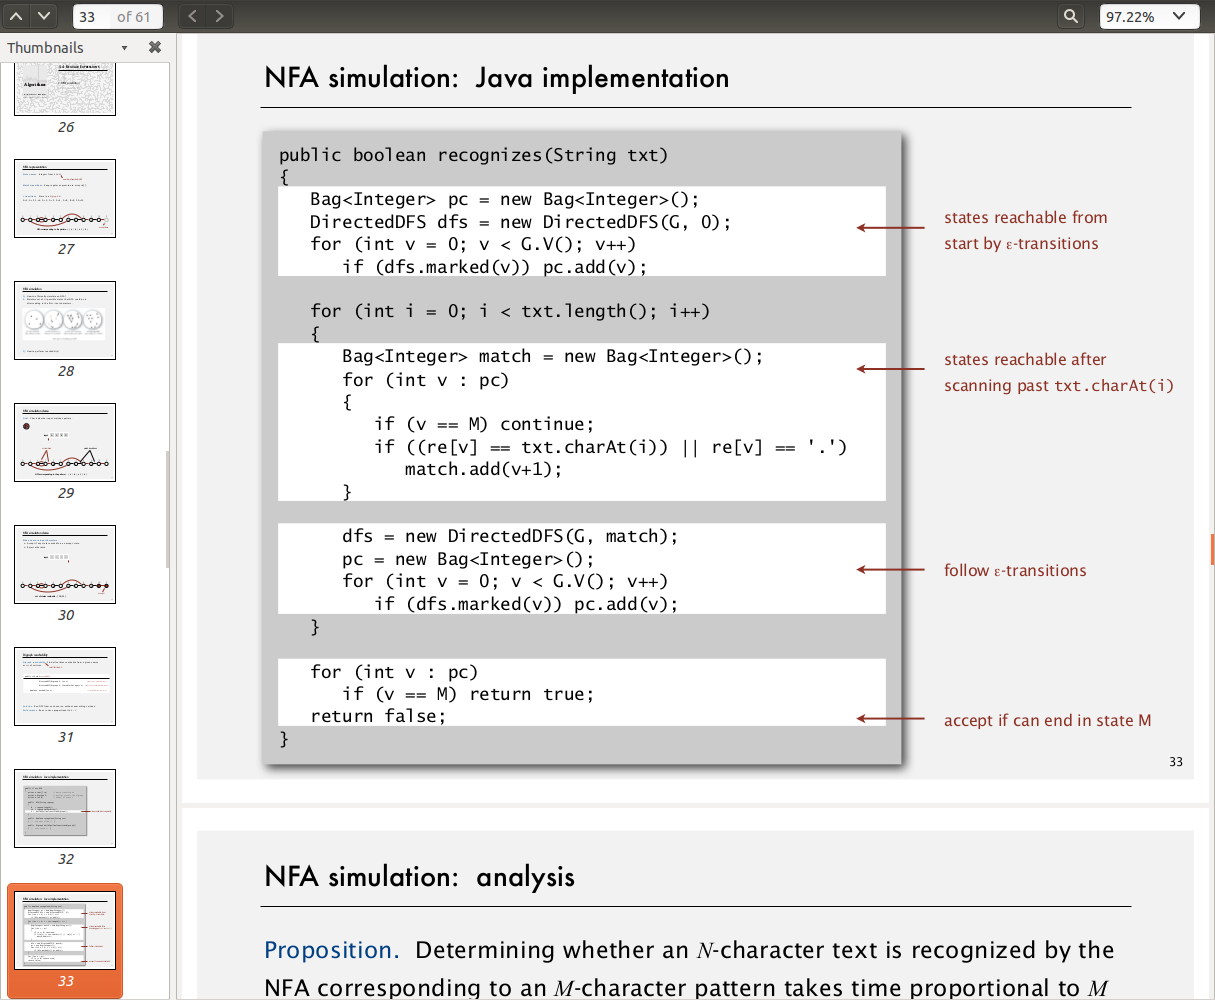 33 of 61
97.22%
Thumbnails
26
27
28
29
30
31
32
33
NFA simulation: Java implementation
public boolean recognizes(String txt)
{
Bag<Integer> pc = new Bag<Integer>();
DirectedDFS dfs = new DirectedDFS(G, 0);
for (int v = 0; v < G.V(); v++)
if (dfs.marked(v)) pc.add(v);
states reachable from
start by ε-transitions
for (int i = 0; i < txt.length(); i++)
{
Bag<Integer> match = new Bag<Integer>();
for (int v : pc)
{
if (v == M) continue;
if ((re[v] == txt.charAt(i)) || re[v] == '.')
match.add(v+1);
}
states reachable after
scanning past txt.charAt(i)
dfs = new DirectedDFS(G, match);
pc = new Bag<Integer>();
for (int v = 0; v < G.V(); v++)
if (dfs.marked(v)) pc.add(v);
}
follow ε-transitions
for (int v : pc)
if (v == M) return true;
return false;
}
accept if can end in state M
33
NFA simulation: analysis
Proposition. Determining whether an N-character text is recognized by the
NFA corresponding to an M-character pattern takes time proportional to M